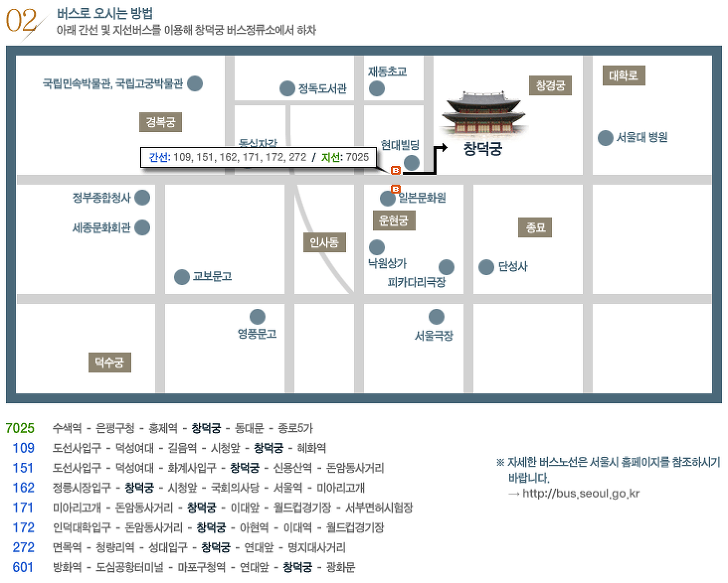 02 버스로 오시는 방법
아래 간선 및 지선버스를 이용해 창덕궁 버스정류소에서 하차
국립민속박물관, 국립고궁박물관
정독도서관
재동초교
창경궁
대학로
경복궁
현대빌딩
창덕궁
서울대 병원
간선: 109, 151, 162, 171, 172, 272 / 지선: 7025
B
B
정부종합청사
일본문화원
세종문화회관
운현궁
종묘
인사동
낙원상가
단성사
교보문고
피카다리극장
영풍문고
서울극장
덕수궁
7025 수색역 - 은평구청 - 홍제역 - 창덕궁 - 동대문 - 종로5가
109 도선사입구 - 덕성여대 - 길음역 - 시청앞 - 창덕궁 - 혜화역
151 도선사입구 - 덕성여대 - 화계사입구 - 창덕궁 - 신용산역 - 돈암동사거리
162 정릉시장입구 - 창덕궁 - 시청앞 - 국회의사당 - 서울역 - 미아리고개
171 미아리고개 - 돈암동사거리 - 창덕궁 - 이대앞 - 월드컵경기장 - 서부면허시험장
172 인덕대학입구 - 돈암동사거리 - 창덕궁 - 아현역 - 이대역 - 월드컵경기장
272 면목역 - 청량리역 - 성대입구 - 창덕궁 - 연대앞 - 명지대사거리
601 방화역 - 도심공항터미널 - 마포구청역 - 연대앞 - 창덕궁 - 광화문
※ 자세한 버스노선은 서울시 홈페이지를 참조하시기
바랍니다.
→ http://bus.seoul.go.kr